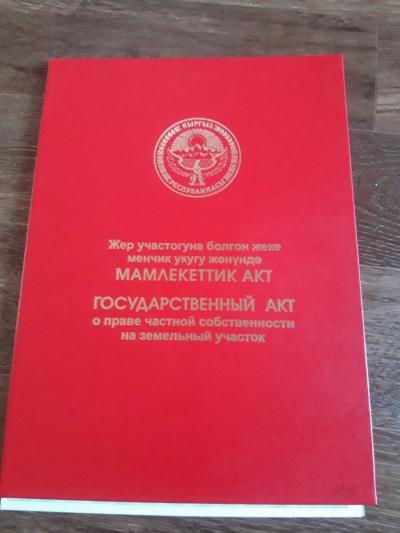 КЫРГЫЗ
РЕСПУБЛИКАСЫ
Жер участогуна болгон жеке
менчик укугу жөнүндө
МАМЛЕКЕТТИК АКТ
ГОСУДАРСТВЕННЫЙ АКТ
о праве частной собственности
на земельный участок